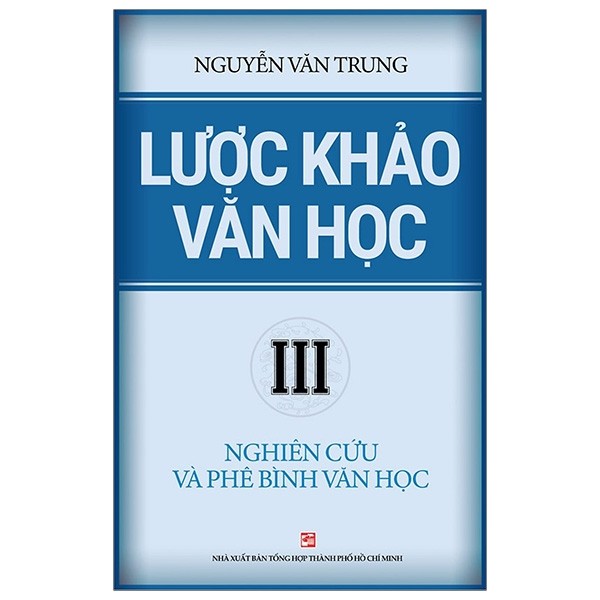 NGUYỄN VĂN TRUNG
LƯỢC KHẢO
VĂN HỌC
III
NGHIÊN CỨU
VÀ PHÊ BÌNH VĂN HỌC
NHÀ XUẤT BẢN TỔNG HỢP THÀNH PHỐ HỒ CHÍ MINH